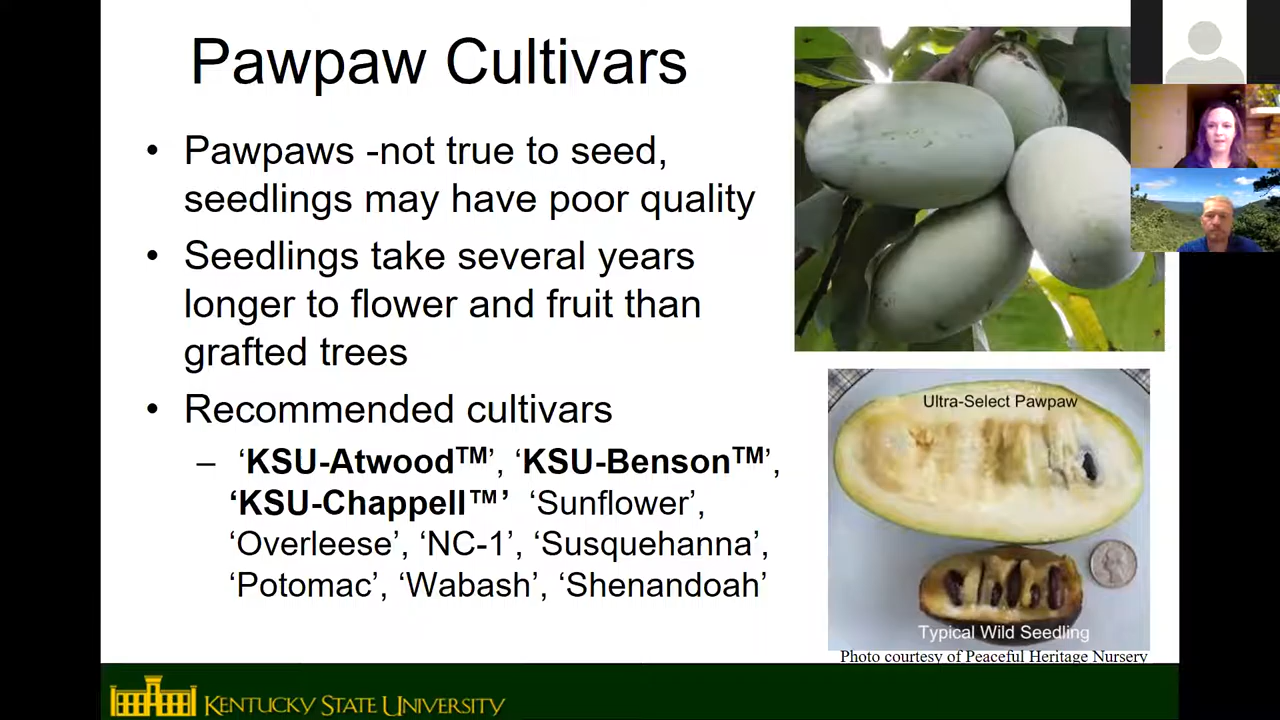 Pawpaw Cultivars
• Pawpaws -not true to seed,
seedlings may have poor quality
• Seedlings take several years
longer to flower and fruit than
grafted trees
• Recommended cultivars
– ‘KSU-Atwood™’, ‘KSU-Benson™’,
‘KSU-Chappell™’ ‘Sunflower’,
‘Overleese’, ‘NC-1’, ‘Susquehanna’,
‘Potomac’, ‘Wabash’, ‘Shenandoah’
Ultra-Select Pawpaw
Typical Wild Seedling
Photo courtesy of Peaceful Heritage Nursery
KENTUCKY STATE UNIVERSITY